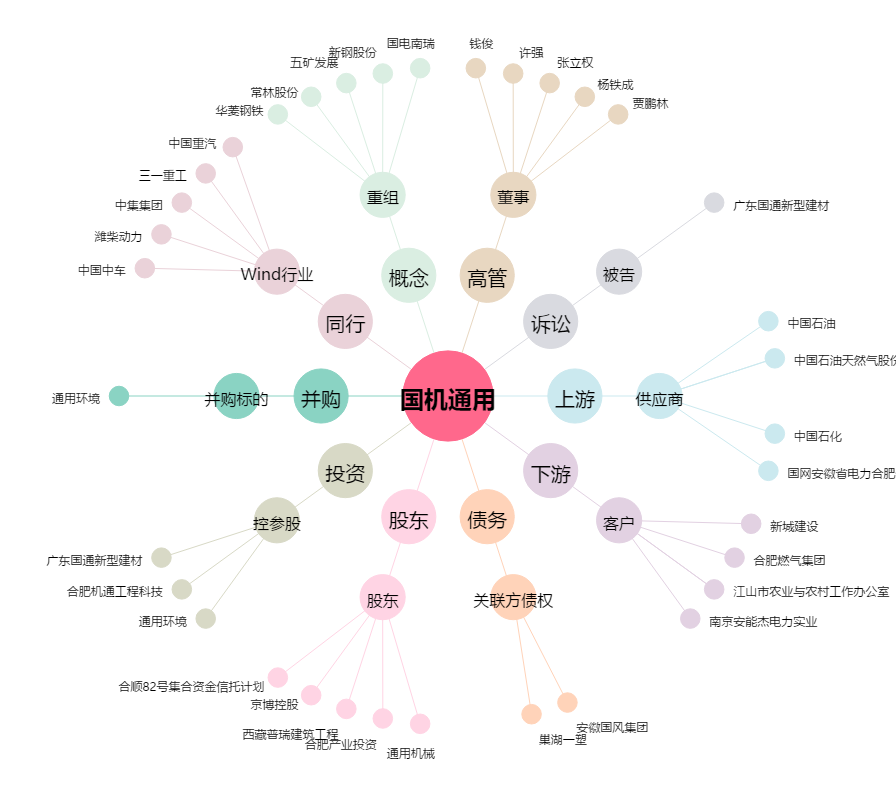 国电南瑞
新钢股份
五矿发展
常林股份
华菱钢铁
重组
概念
钱俊
许强
张立权
杨铁成
贾鹏林
董事
高管
中国重汽
三一重工
中集集团
潍柴动力
中国中车
Wind行业
同行
广东国通新型建材
被告
诉讼
通用环境
并购标的
并购
国机通用
上游
供应商
中国石油
中国石油天然气股份
中国石化
国网安徽省电力合肥
投资
控参股
广东国通新型建材
合肥机通工程科技
通用环境
下游
客户
新城建设
合肥燃气集团
江山市农业与农村工作办公室
南京安能杰电力实业
股东
股东
合顺82号集合资金信托计划
京博控股
西藏普瑞建筑工程
合肥产业投资
通用机械
债务
关联方债权
安徽国风集团
巢湖一塑